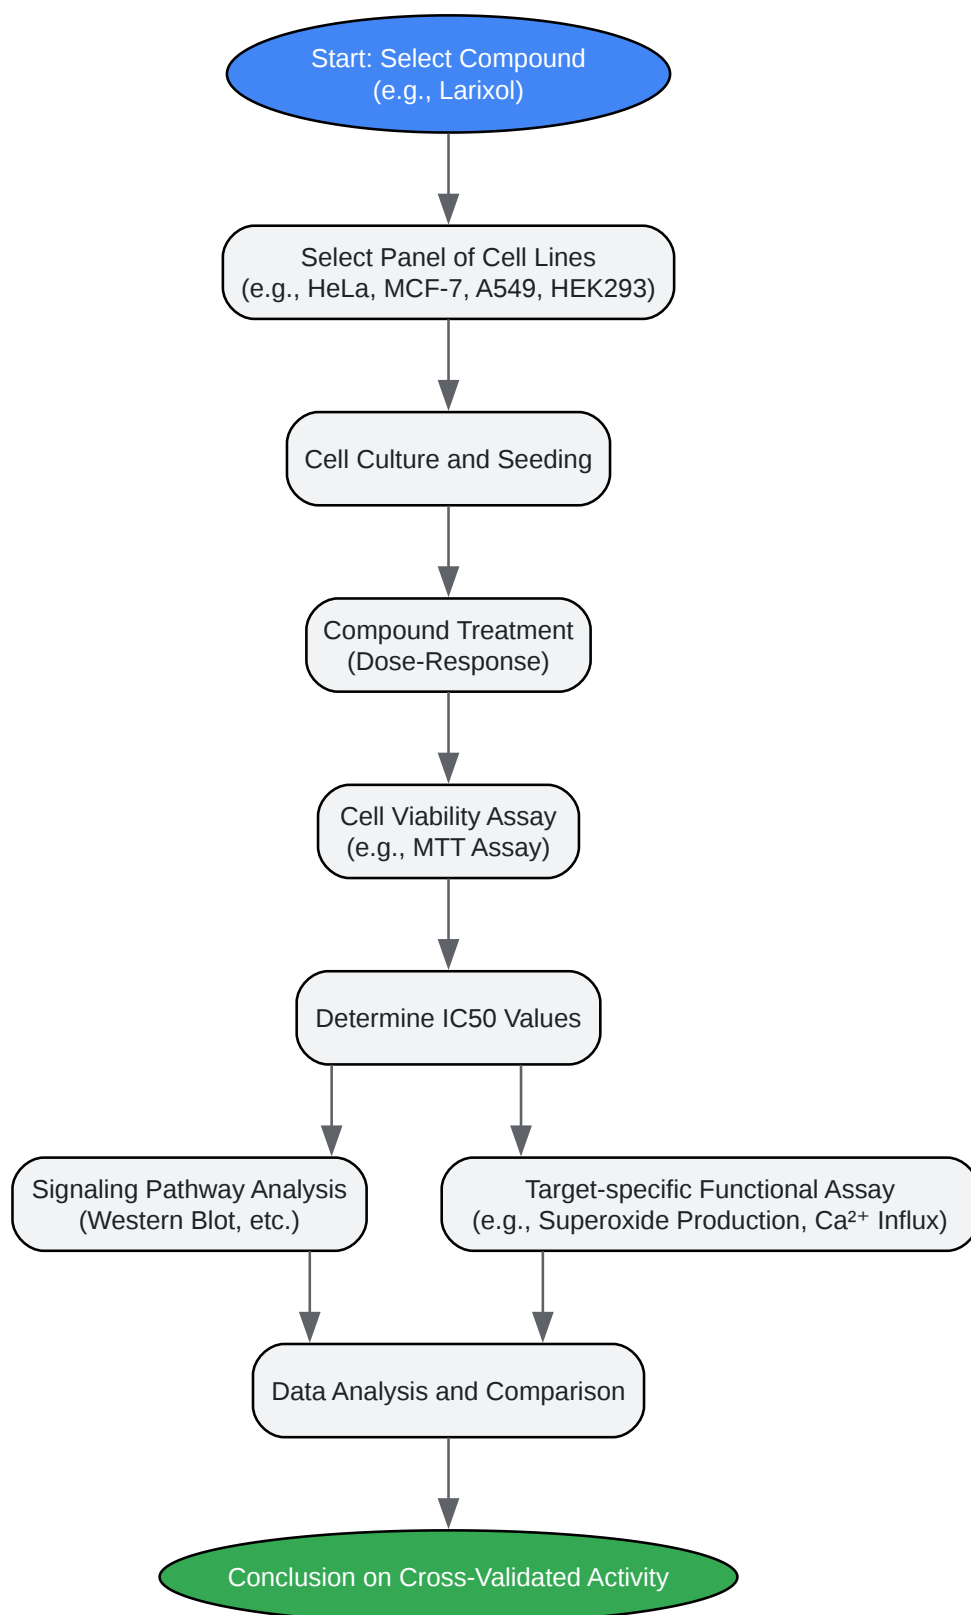 Start: Select Compound
(e.g., Larixol)
Select Panel of Cell Lines
(e.g., HeLa, MCF-7, A549, HEK293)
Cell Culture and Seeding
Compound Treatment
(Dose-Response)
Cell Viability Assay
(e.g., MTT Assay)
Determine IC50 Values
Signaling Pathway Analysis
(Western Blot, etc.)
Target-specific Functional Assay
(e.g., Superoxide Production, Ca²⁺ Influx)
Data Analysis and Comparison
Conclusion on Cross-Validated Activity